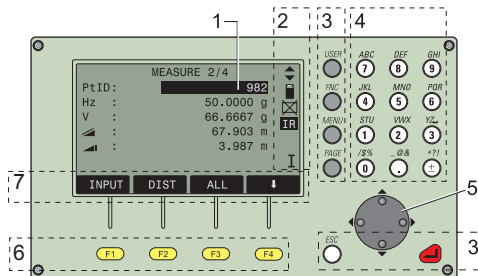 1 2 3 4
MEASURE 2/4
PtID: 982
Hz : 50.0000 g
V : 66.6667 g
: 67.903 m
: 3.987 m
IR
I
INPUT DIST ALL
USER ABC DEF GHI
7 8 9
FNC JKL MNO PQR
4 5 6
MENU STU VWX YZ_
1 2 3
PAGE /$% _@& *?!
0 . ±
7
5
6
F1 F2 F3 F4
ESC
3